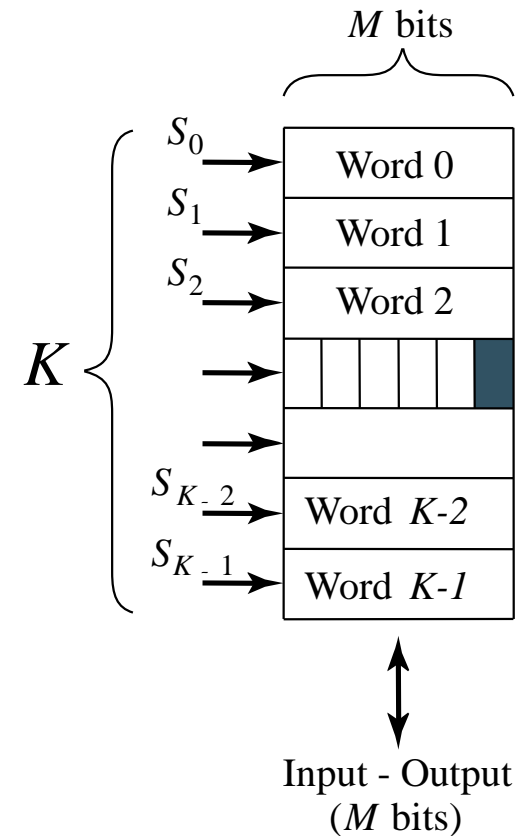 M bits
S0
Word 0
S1
Word 1
S2
Word 2
K
SK - 2
Word K-2
SK - 1
Word K-1
Input - Output
(M bits)